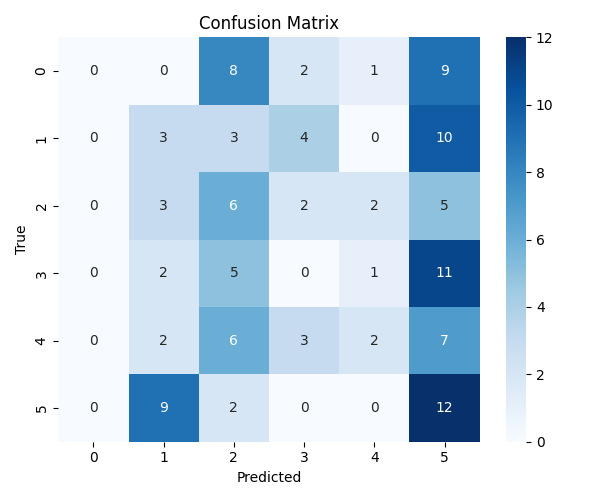 Confusion Matrix
True
0 0 0 8 2 1 9
1 0 3 3 4 0 10
2 0 3 6 2 2 5
3 0 2 5 0 1 11
4 0 2 6 3 2 7
5 0 9 2 0 0 12
0 1 2 3 4 5
Predicted
12
10
8
6
4
2
0